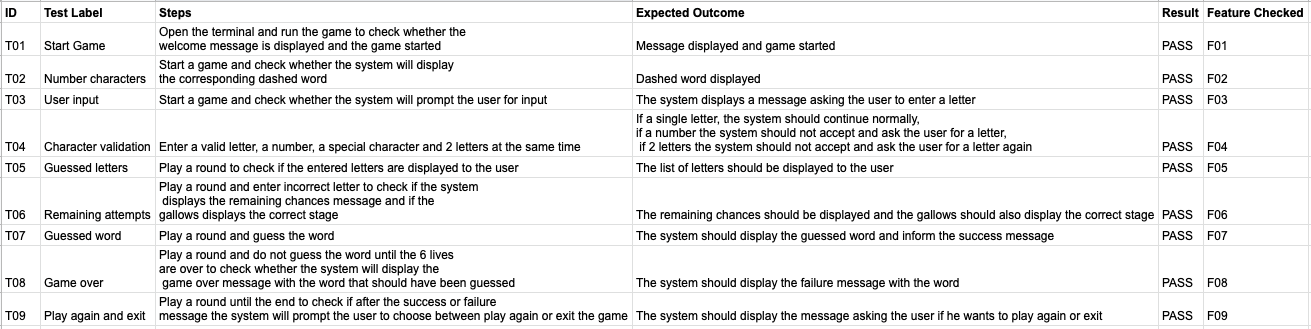 ID Test Label Steps Expected Outcome Result Feature Checked
Open the terminal and run the game to check whether the
T01 Start Game welcome message is displayed and the game started Message displayed and game started PASS F01
Start a game and check whether the system will display
T02 Number characters the corresponding dashed word Dashed word displayed PASS F02
T03 User input Start a game and check whether the system will prompt the user for input The system displays a message asking the user to enter a letter PASS F03
If a single letter, the system should continue normally,
if a number the system should not accept and ask the user for a letter,
T04 Character validation Enter a valid letter, a number, a special character and 2 letters at the same time if 2 letters the system should not accept and ask the user for a letter again PASS F04
T05 Guessed letters Play a round to check if the entered letters are displayed to the user The list of letters should be displayed to the user PASS F05
Play a round and enter incorrect letter to check if the system
displays the remaining chances message and if the
T06 Remaining attempts gallows displays the correct stage The remaining chances should be displayed and the gallows should also display the correct stage PASS F06
T07 Guessed word Play a round and guess the word The system should display the guessed word and inform the success message PASS F07
Play a round and do not guess the word until the 6 lives
are over to check whether the system will display the
T08 Game over game over message with the word that should have been guessed The system should display the failure message with the word PASS F08
Play a round until the end to check if after the success or failure
T09 Play again and exit message the system will prompt the user to choose between play again or exit the game The system should display the message asking the user if he wants to play again or exit PASS F09